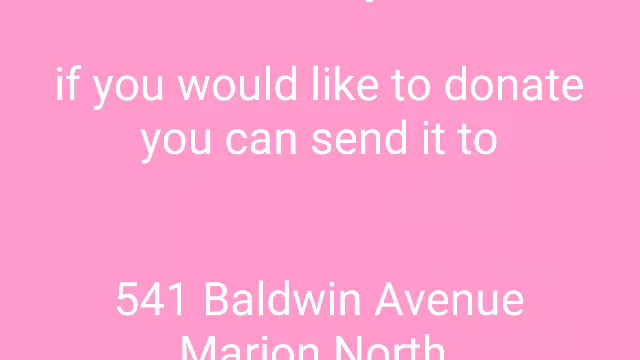 if you would like to donate
you can send it to
541 Baldwin Avenue
Marion North